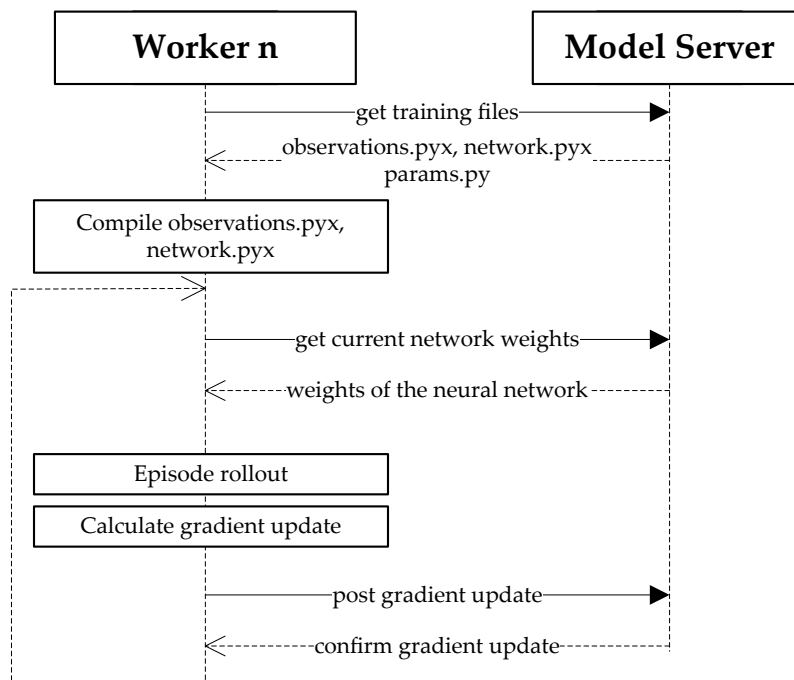 Worker n
Model Server
get training files
observations.pyx, network.pyx
params.py
Compile observations.pyx,
network.pyx
get current network weights
weights of the neural network
Episode rollout
Calculate gradient update
post gradient update
confirm gradient update